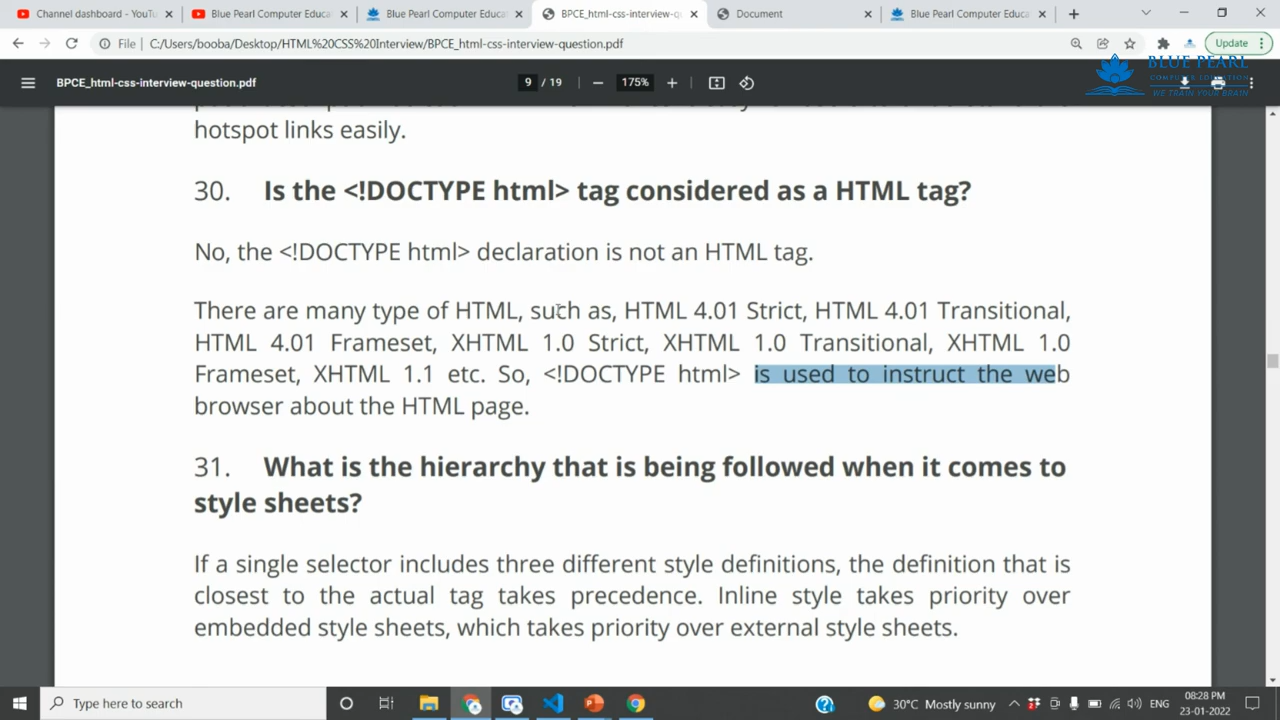 Channel dashboard - YouTu
Blue Pearl Computer Educa
Blue Pearl Computer Educat
BPCE_html-css-interview-qu
Document
Blue Pearl Computer Educa
File C:/Users/booba/Desktop/HTML%20CSS%20Interview/BPCE_html-css-interview-question.pdf
Update
BPCE_html-css-interview-question.pdf
9 / 19
175%
BLUE PEARL
COMPUTER EDUCATION
WE TRAIN YOUR BRAIN
hotspot links easily.
30. Is the <!DOCTYPE html> tag considered as a HTML tag?
No, the <!DOCTYPE html> declaration is not an HTML tag.
There are many type of HTML, such as, HTML 4.01 Strict, HTML 4.01 Transitional,
HTML 4.01 Frameset, XHTML 1.0 Strict, XHTML 1.0 Transitional, XHTML 1.0
Frameset, XHTML 1.1 etc. So, <!DOCTYPE html> is used to instruct the web
browser about the HTML page.
31. What is the hierarchy that is being followed when it comes to
style sheets?
If a single selector includes three different style definitions, the definition that is
closest to the actual tag takes precedence. Inline style takes priority over
embedded style sheets, which takes priority over external style sheets.
Type here to search
30°C Mostly sunny
ENG
08:28 PM
23-01-2022